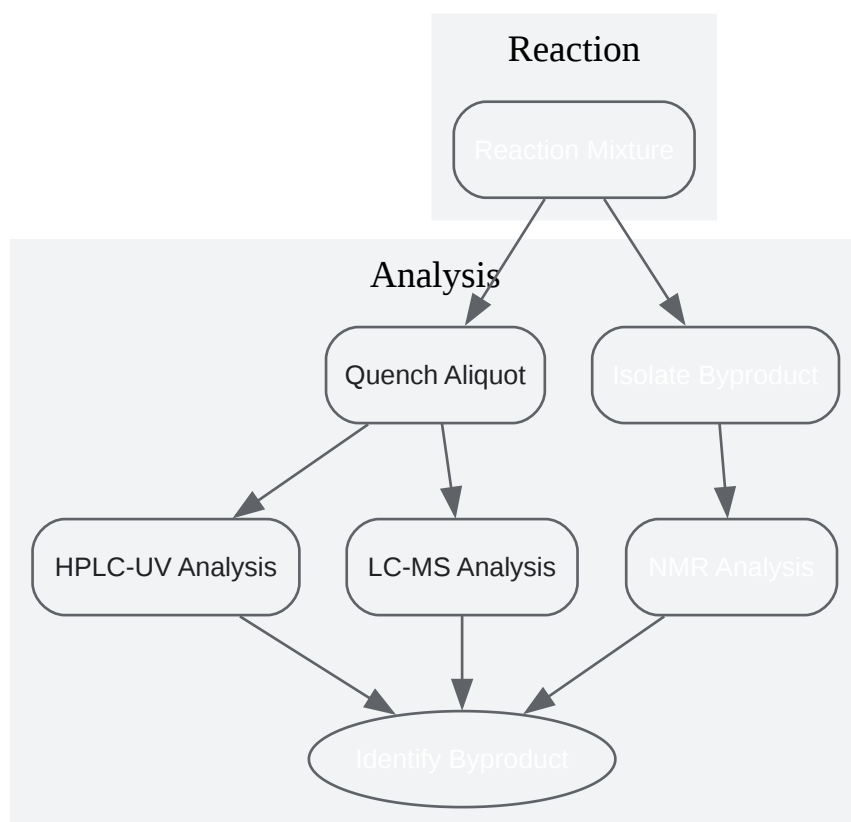 Reaction
Reaction Mixture
Analysis
Quench Aliquot
Isolate Byproduct
HPLC-UV Analysis
LC-MS Analysis
NMR Analysis
Identify Byproduct